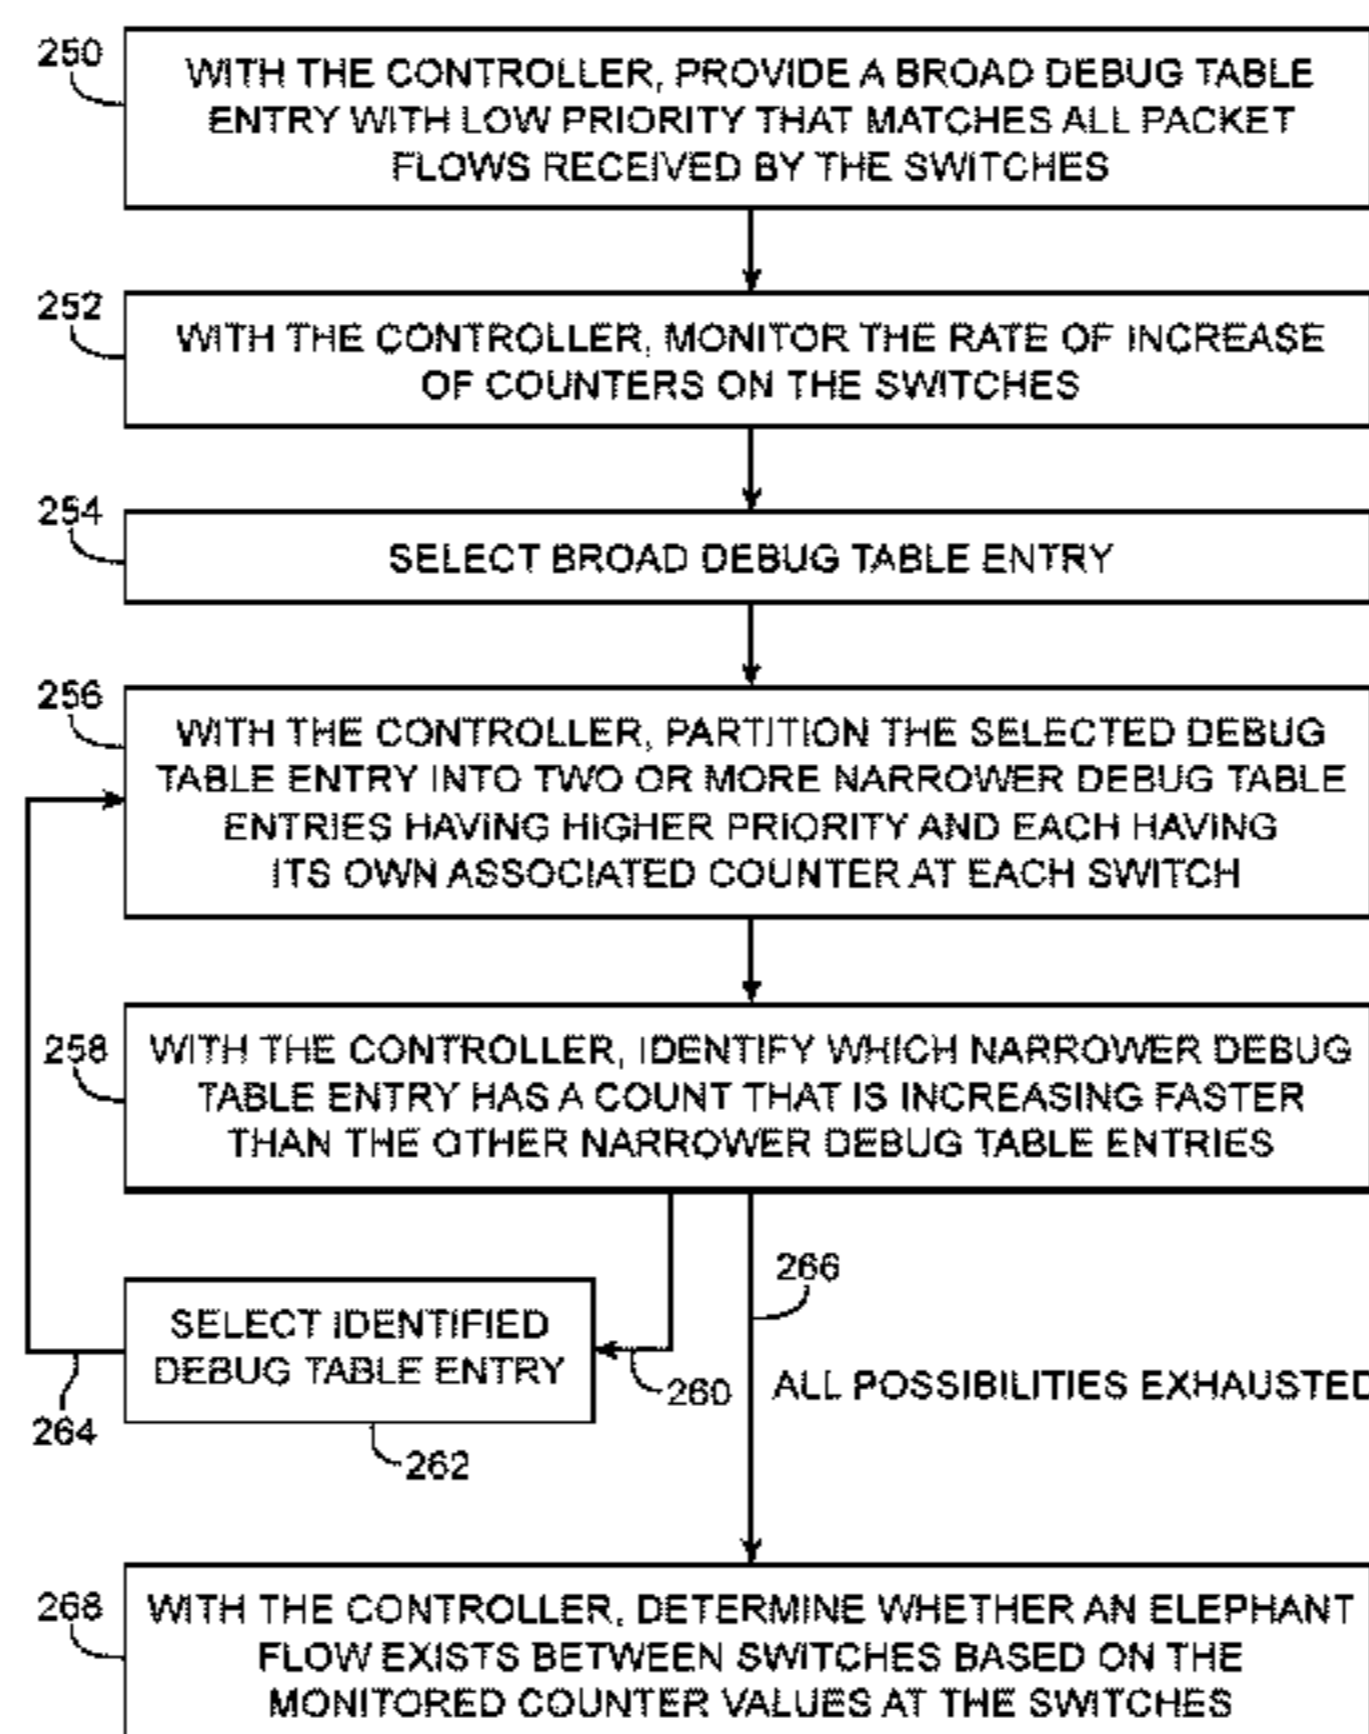 250
WITH THE CONTROLLER, PROVIDE A BROAD DEBUG TABLE
ENTRY WITH LOW PRIORITY THAT MATCHES ALL PACKET
FLOWS RECEIVED BY THE SWITCHES
252
WITH THE CONTROLLER, MONITOR THE RATE OF INCREASE
OF COUNTERS ON THE SWITCHES
254
SELECT BROAD DEBUG TABLE ENTRY
256
WITH THE CONTROLLER, PARTITION THE SELECTED DEBUG
TABLE ENTRY INTO TWO OR MORE NARROWER DEBUG TABLE
ENTRIES HAVING HIGHER PRIORITY AND EACH HAVING
ITS OWN ASSOCIATED COUNTER AT EACH SWITCH
258
WITH THE CONTROLLER, IDENTIFY WHICH NARROWER DEBUG
TABLE ENTRY HAS A COUNT THAT IS INCREASING FASTER
THAN THE OTHER NARROWER DEBUG TABLE ENTRIES
266
SELECT IDENTIFIED
DEBUG TABLE ENTRY
260
ALL POSSIBILITIES EXHAUSTED
264
262
268
WITH THE CONTROLLER, DETERMINE WHETHER AN ELEPHANT
FLOW EXISTS BETWEEN SWITCHES BASED ON THE
MONITORED COUNTER VALUES AT THE SWITCHES